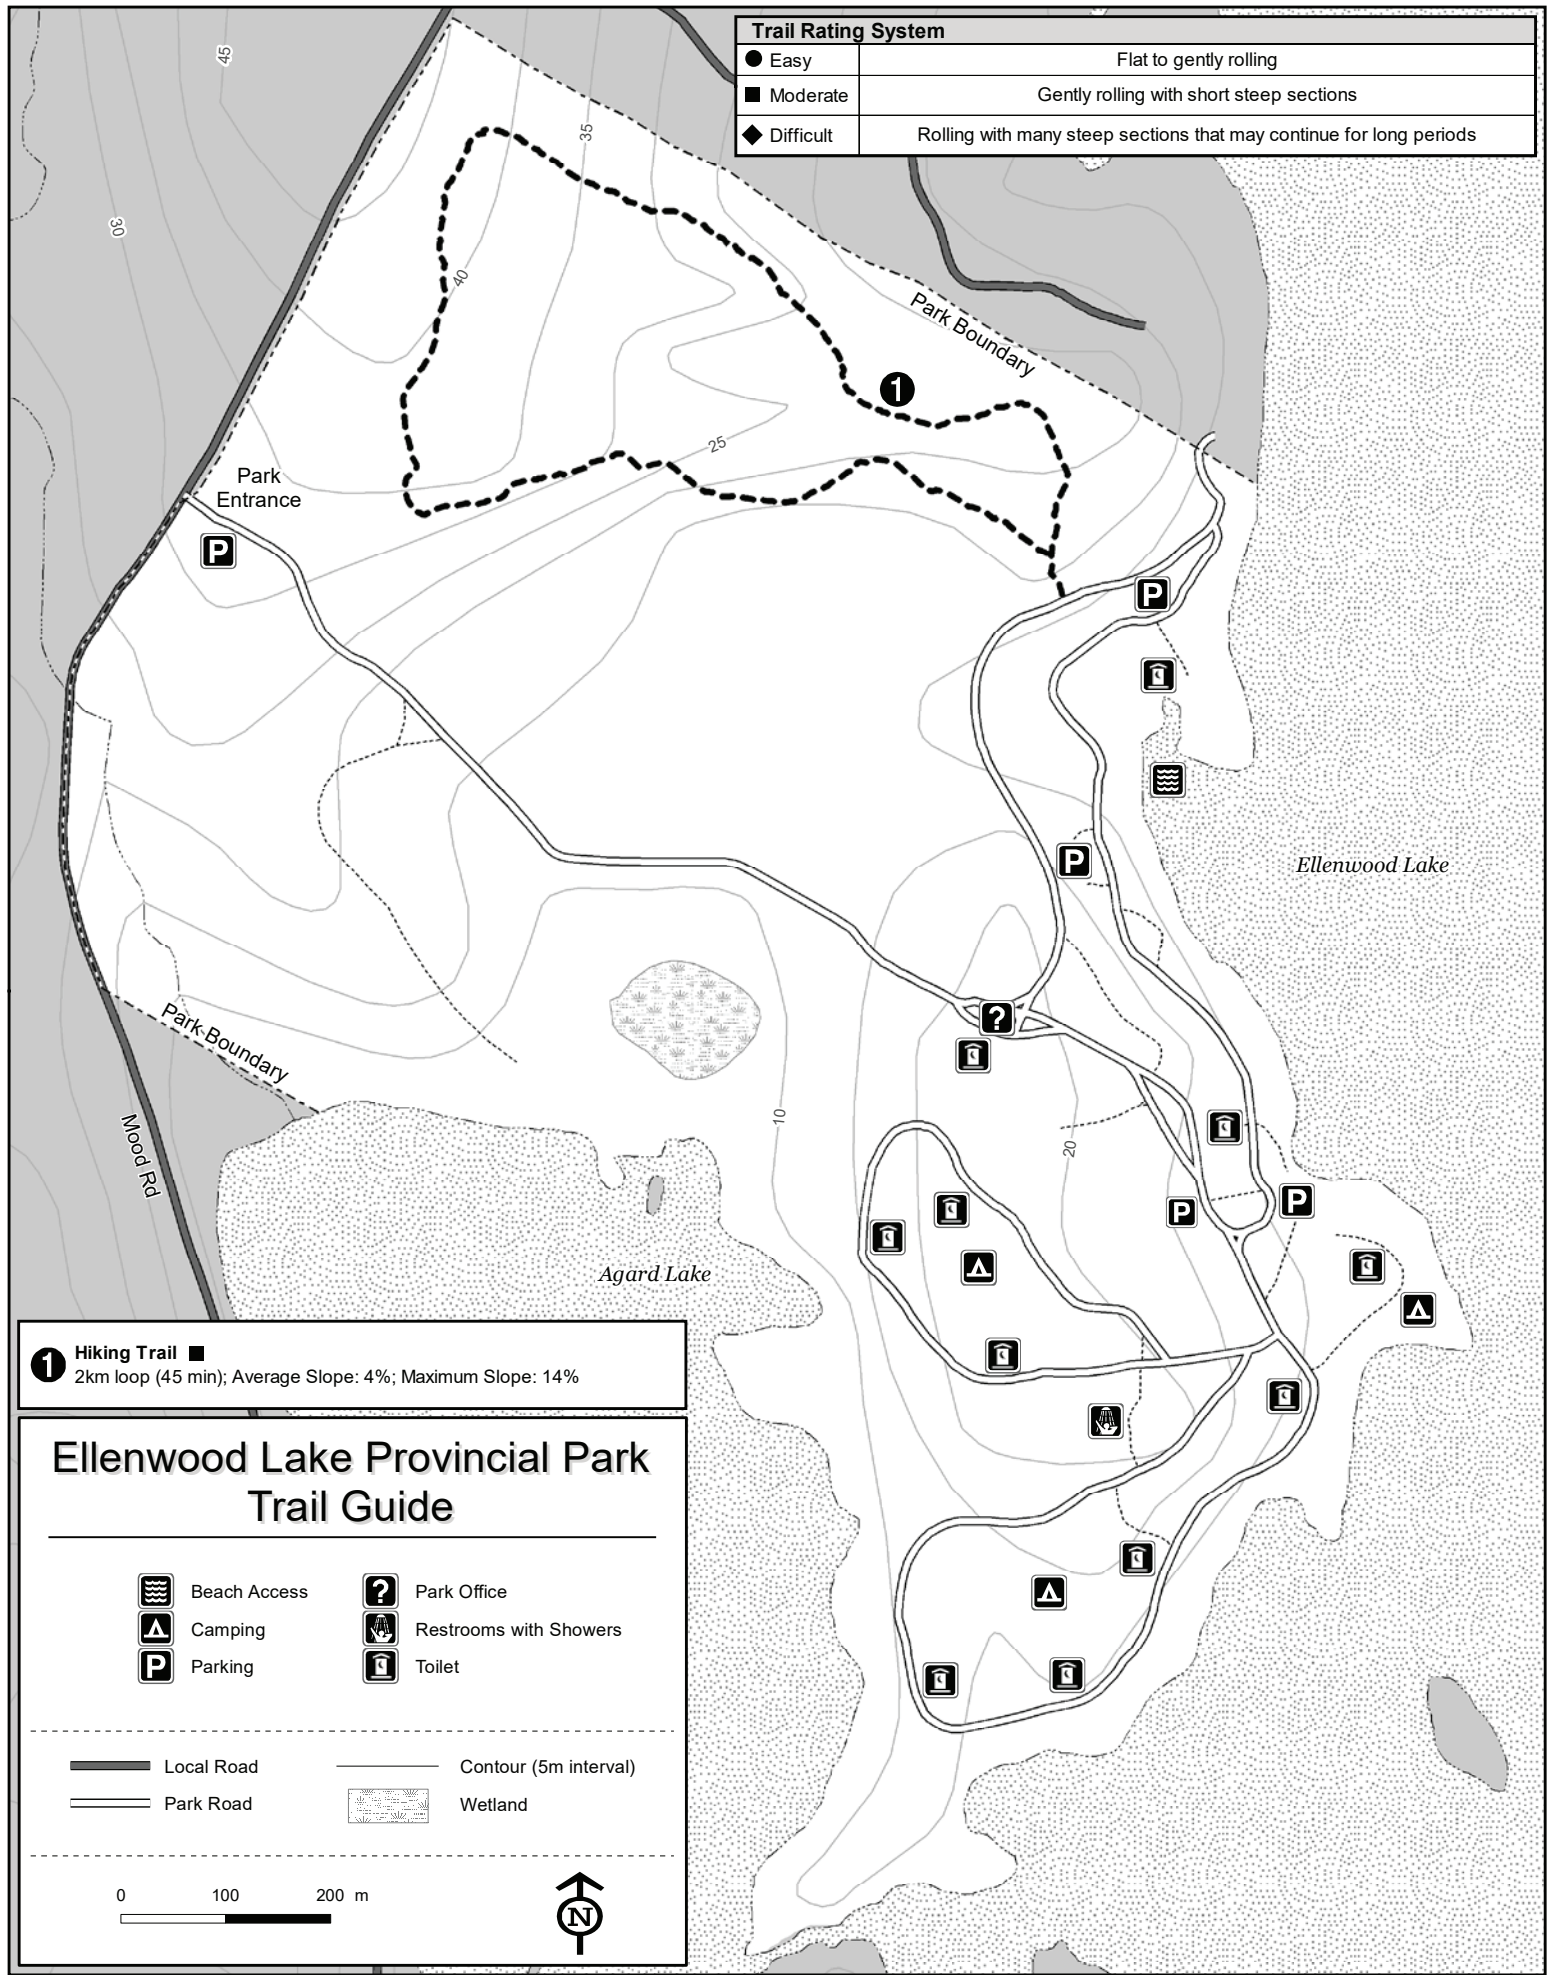 Trail Rating System
Easy Flat to gently rolling
Moderate Gently rolling with short steep sections
Difficult Rolling with many steep sections that may continue for long periods
45
35
30
40
Park Boundary
1
25
Park
Entrance
P
P
Ellenwood Lake
P
?
Park Boundary
10
Mood Rd
20
P
P
Agard Lake
1 Hiking Trail
2km loop (45 min); Average Slope: 4%; Maximum Slope: 14%
Ellenwood Lake Provincial Park
Trail Guide
Beach Access ? Park Office
Camping Restrooms with Showers
P Parking Toilet
Local Road Contour (5m interval)
Park Road Wetland
0 100 200 m
N